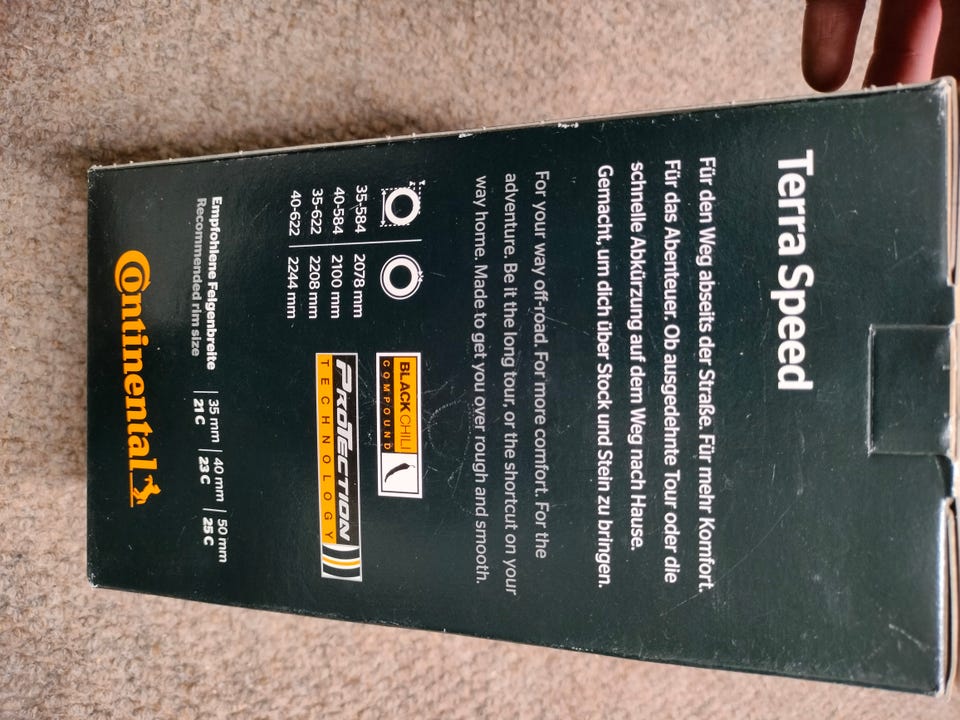 Terra Speed
Für den Weg abseits der Straße. Für mehr Komfort.
Für das Abenteuer. Ob ausgedehnte Tour oder die
schnelle Abkürzung auf dem Weg nach Hause.
Gemacht, um dich über Stock und Stein zu bringen.
For your way off-road. For more comfort. For the
adventure. Be it the long tour, or the shortcut on your
way home. Made to get you over rough and smooth.
35-584 2078 mm
40-584 2100 mm
35-622 2208 mm
40-622 2244 mm
BLACK CHILI
COMPOUND
PROTECTION
TECHNOLOGY
Empfohlene Felgenbreite 35 mm 40 mm 50 mm
Recommended rim size 21 C 23 C 25 C
Continental